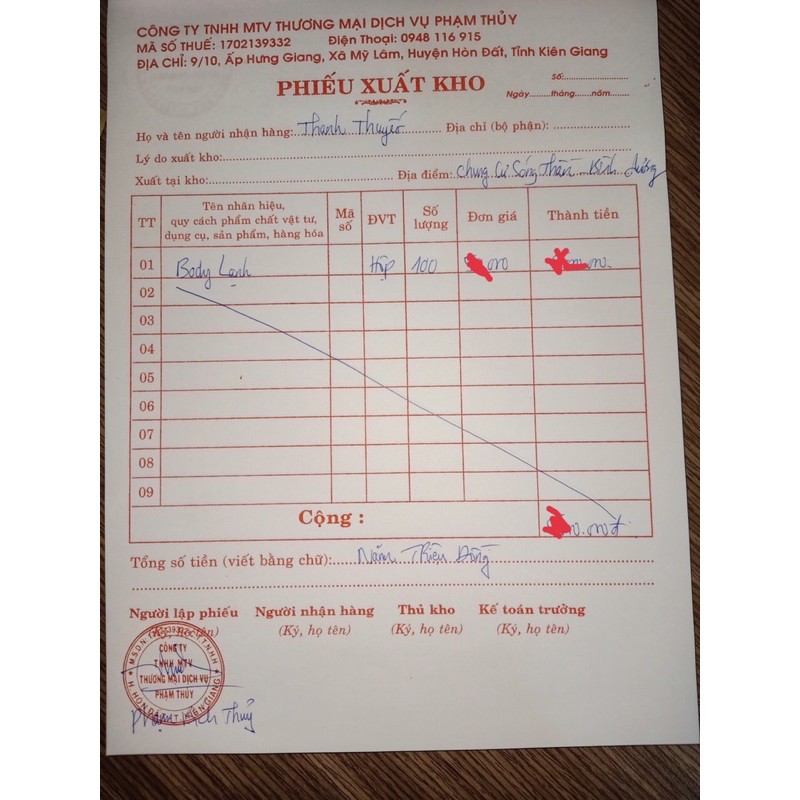 CÔNG TY TNHH MTV THƯƠNG MẠI DỊCH VỤ PHẠM THỦY
MÃ SỐ THUẾ: 1702139332 Điện Thoại: 0948 116 915
ĐỊA CHỈ: 9/10, Ấp Hưng Giang, Xã Mỹ Lâm, Huyện Hòn Đất, Tỉnh Kiên Giang
PHIẾU XUẤT KHO
Số:............................
Ngày.........tháng.........năm.........
Họ và tên người nhận hàng: Thanh Thuyết Địa chỉ (bộ phận):
Lý do xuất kho:
Xuất tại kho: Địa điểm: Chung Cư Sóng Thần Bình Dương
TT Tên nhãn hiệu, quy cách phẩm chất vật tư, dụng cụ, sản phẩm, hàng hóa Mã số ĐVT Số lượng Đơn giá Thành tiền
01 Body Lạnh Hộp 100
02
03
04
05
06
07
08
09
Cộng :
Tổng số tiền (viết bằng chữ): Năm Triệu Đồng
Người lập phiếu Người nhận hàng Thủ kho Kế toán trưởng
(Ký, họ tên) (Ký, họ tên) (Ký, họ tên) (Ký, họ tên)
CÔNG TY
TNHH MTV
THƯƠNG MẠI DỊCH VỤ
PHẠM THỦY
Phạm Bích Thủy